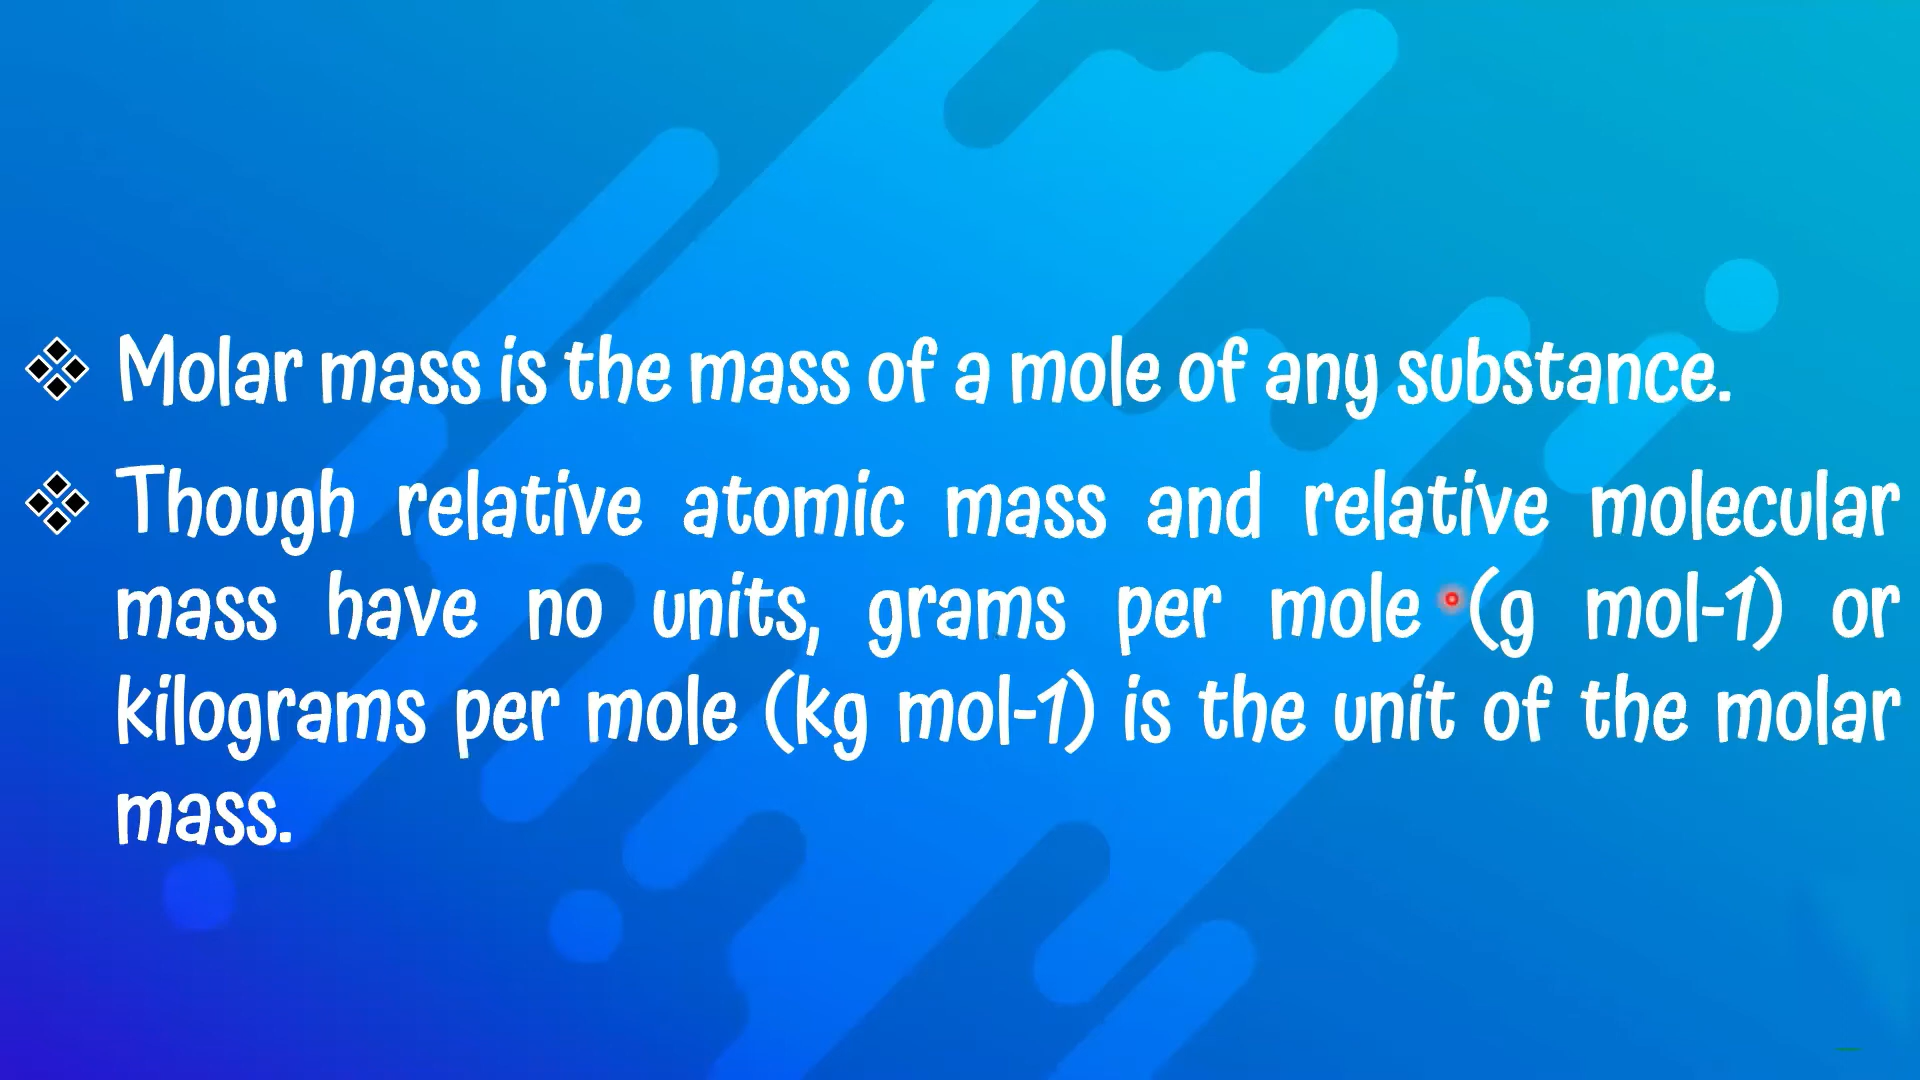 Molar mass is the mass of a mole of any substance.
Though relative atomic mass and relative molecular
mass have no units, grams per mole (g mol-1) or
kilograms per mole (kg mol-1) is the unit of the molar
mass.